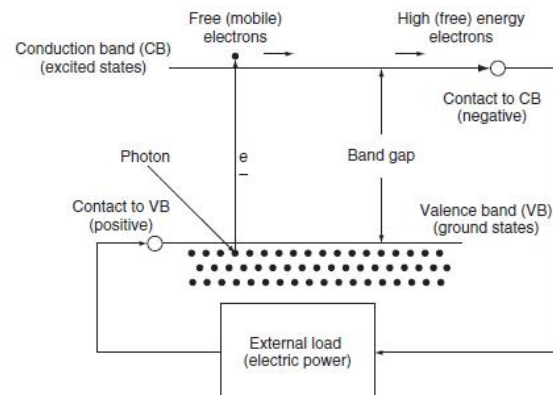 Free (mobile)
electrons
High (free) energy
electrons
Conduction band (CB)
(excited states)
Contact to CB
(negative)
Photon
e
–
Band gap
Contact to VB
(positive)
Valence band (VB)
(ground states)
External load
(electric power)